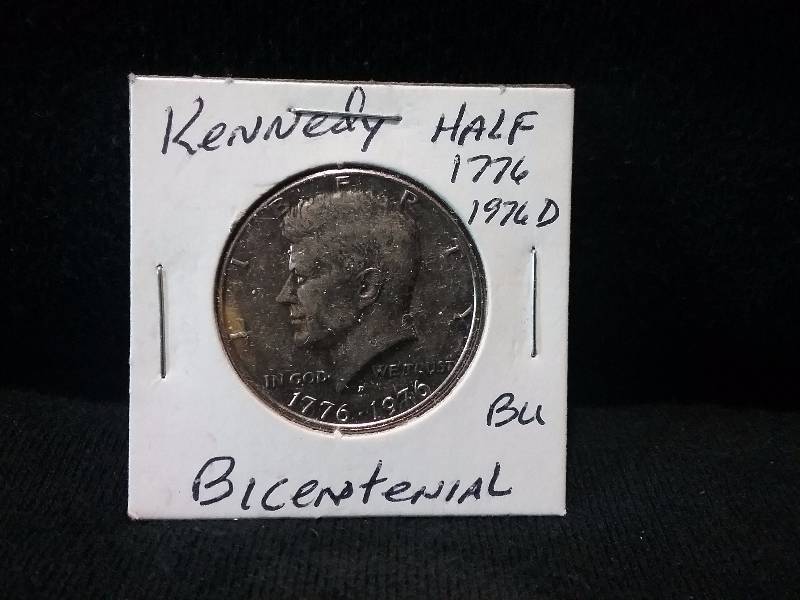 Kennedy HALF
1776
1976 D
LIBERTY
IN GOD WE TRUST
D
1776 · 1976
BU
Bicentenial